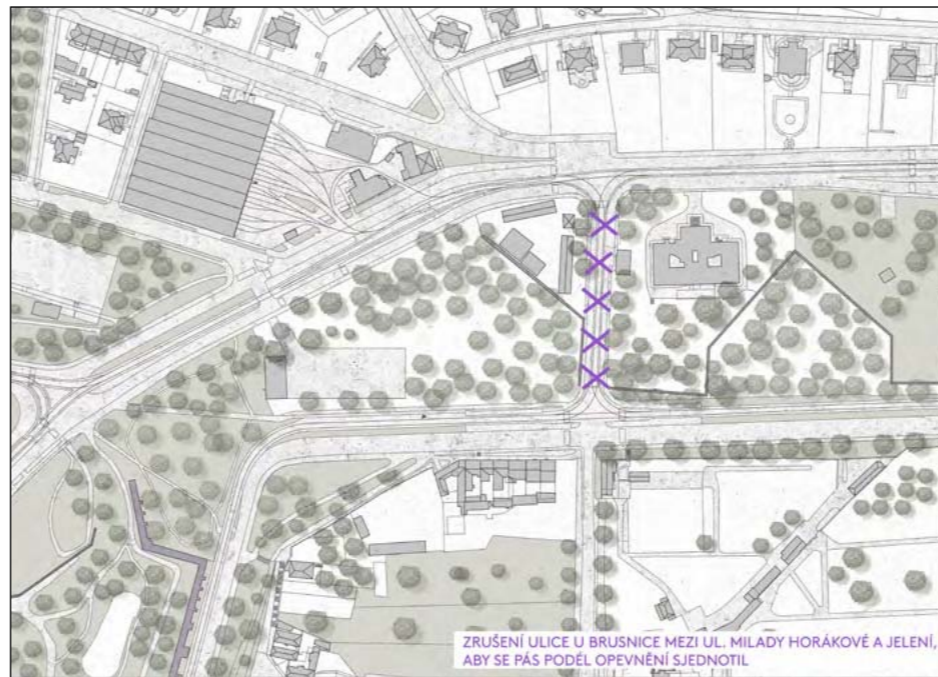 ZRUŠENÍ ULICE U BRUSNICE MEZI UL. MILADY HORÁKOVÉ A JELENÍ,
ABY SE PÁS PODÉL OPEVNĚNÍ SJEDNOTIL